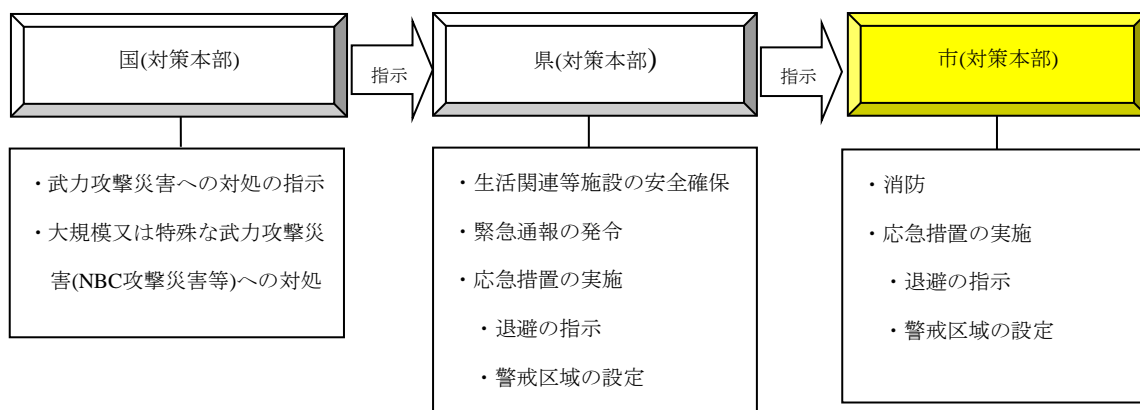 国(対策本部)
指示
県(対策本部)
指示
市(対策本部)
・武力攻撃災害への対処の指示
・大規模又は特殊な武力攻撃災
害(NBC攻撃災害等)への対処
・生活関連等施設の安全確保
・緊急通報の発令
・応急措置の実施
・退避の指示
・警戒区域の設定
・消防
・応急措置の実施
・退避の指示
・警戒区域の設定